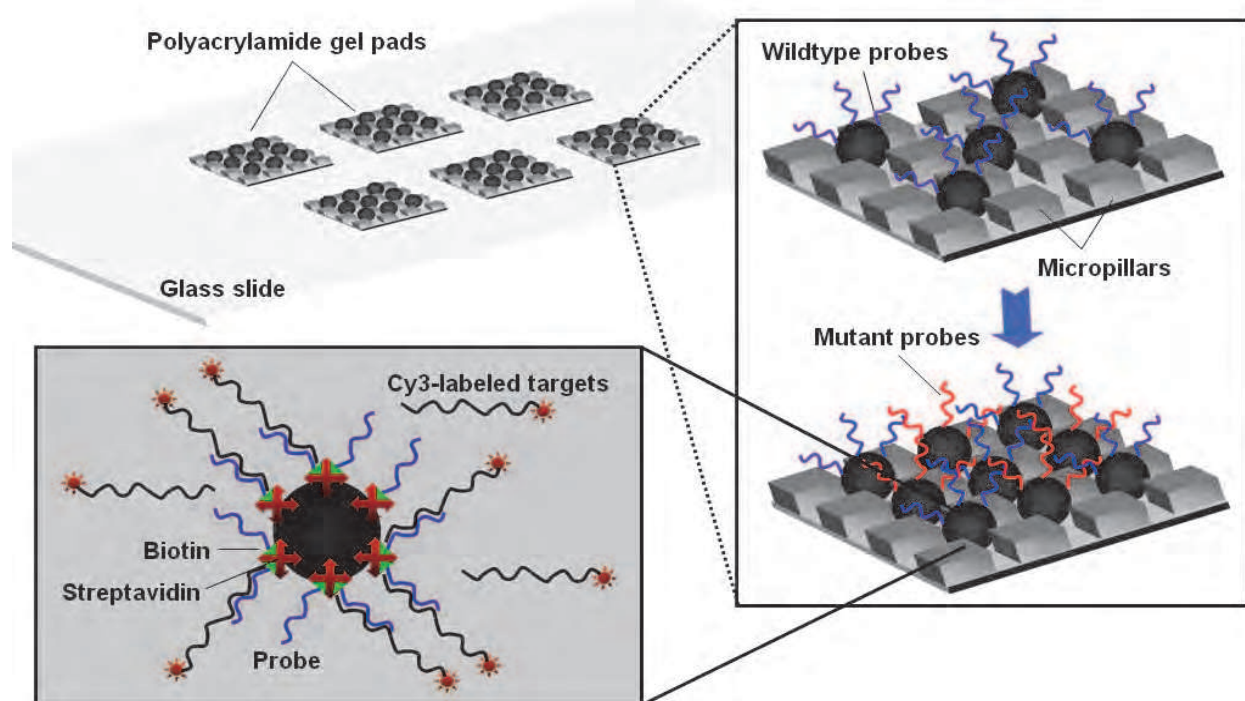 Polyacrylamide gel pads
Glass slide
Wildtype probes
Micropillars
Mutant probes
Cy3-labeled targets
Biotin
Streptavidin
Probe